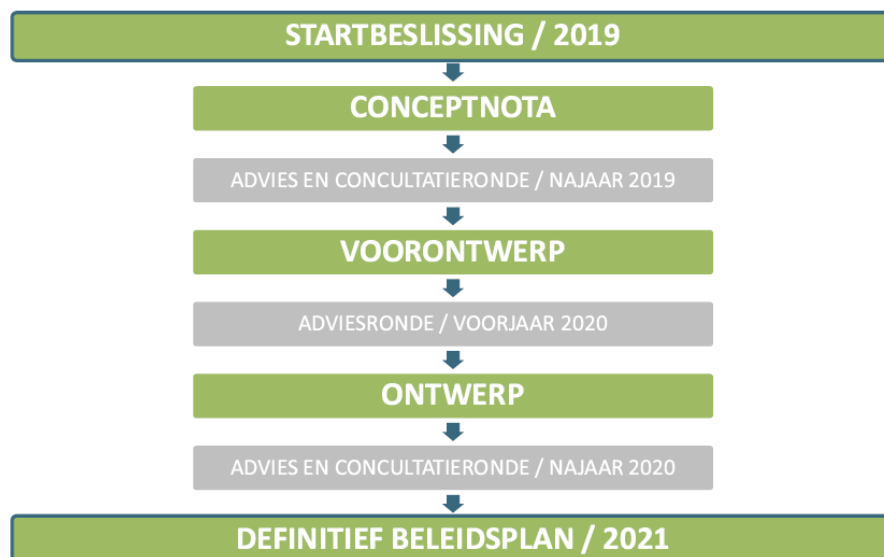 STARTBESLISSING / 2019
CONCEPTNOTA
ADVIES EN CONCULTATIERONDE / NAJAAR 2019
VOORONTWERP
ADVIESRONDE / VOORJAAR 2020
ONTWERP
ADVIES EN CONCULTATIERONDE / NAJAAR 2020
DEFINITIEF BELEIDSPLAN / 2021